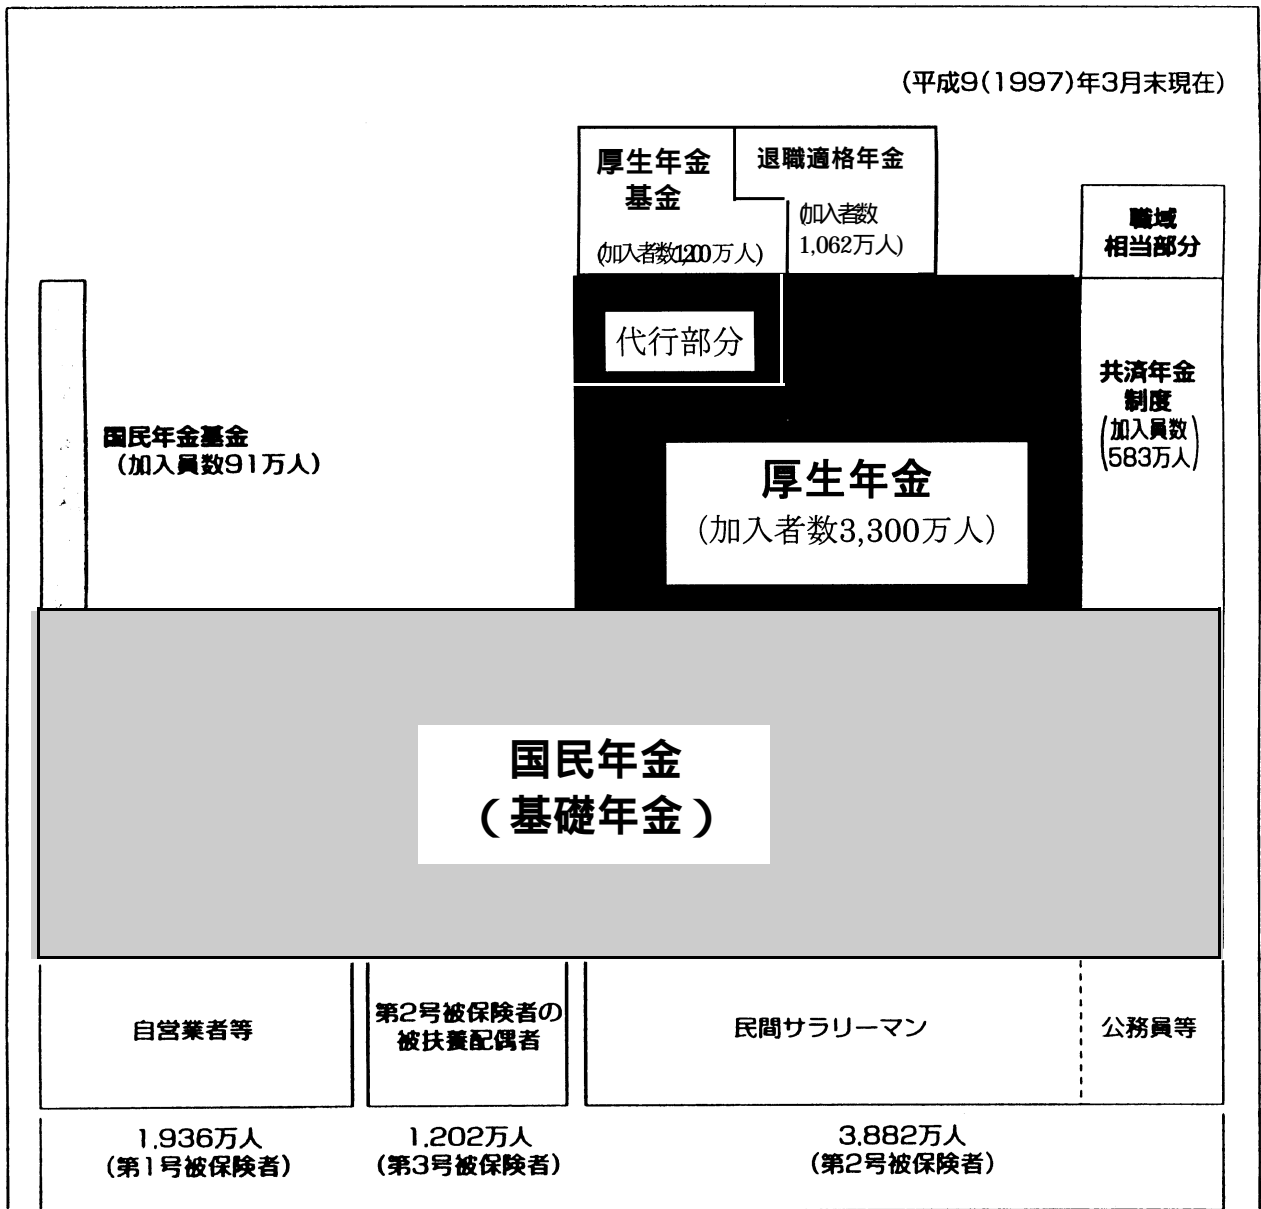 (平成9(1997)年3月末現在)
厚生年金
基金
(加入者数1,200万人)
退職適格年金
(加入者数
1,062万人)
職域
相当部分
代行部分
国民年金基金
(加入員数91万人)
厚生年金
(加入者数3,300万人)
共済年金
制度
(加入員数
583万人)
国民年金
(基礎年金)
自営業者等
第2号被保険者の
被扶養配偶者
民間サラリーマン
公務員等
1,936万人
(第1号被保険者)
1,202万人
(第3号被保険者)
3,882万人
(第2号被保険者)